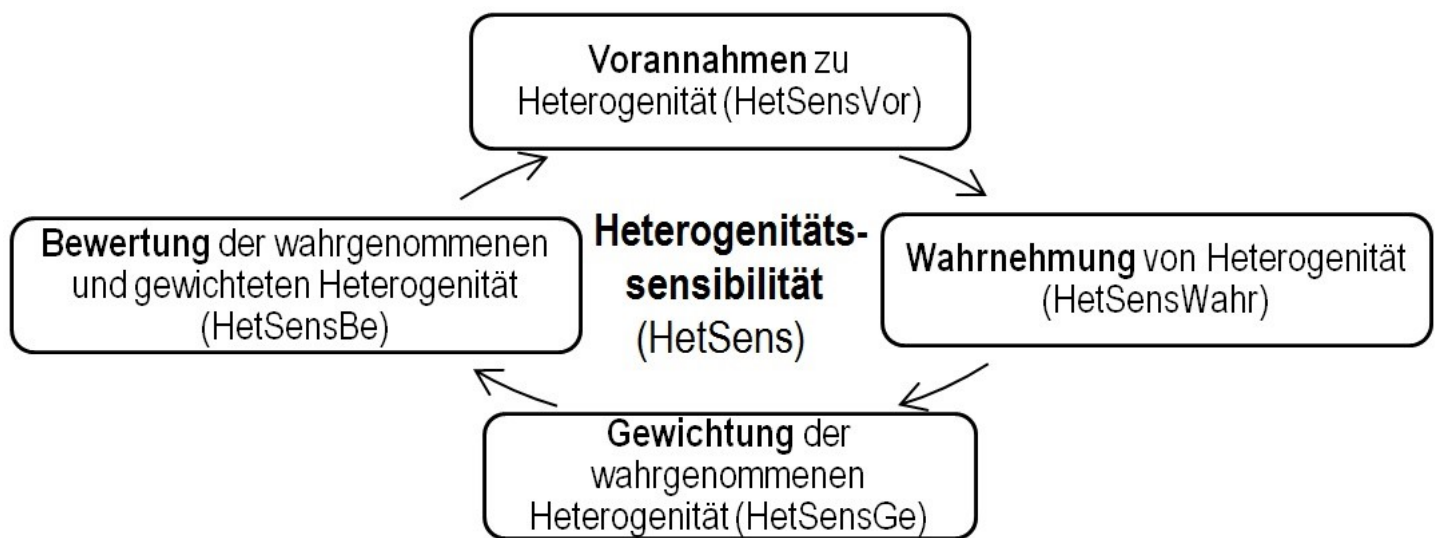 Vorannahmen zu
Heterogenität (HetSensVor)
Bewertung der wahrgenommenen
und gewichteten Heterogenität
(HetSensBe)
Heterogenitäts-
sensibilität
(HetSens)
Wahrnehmung von Heterogenität
(HetSensWahr)
Gewichtung der
wahrgenommenen
Heterogenität (HetSensGe)